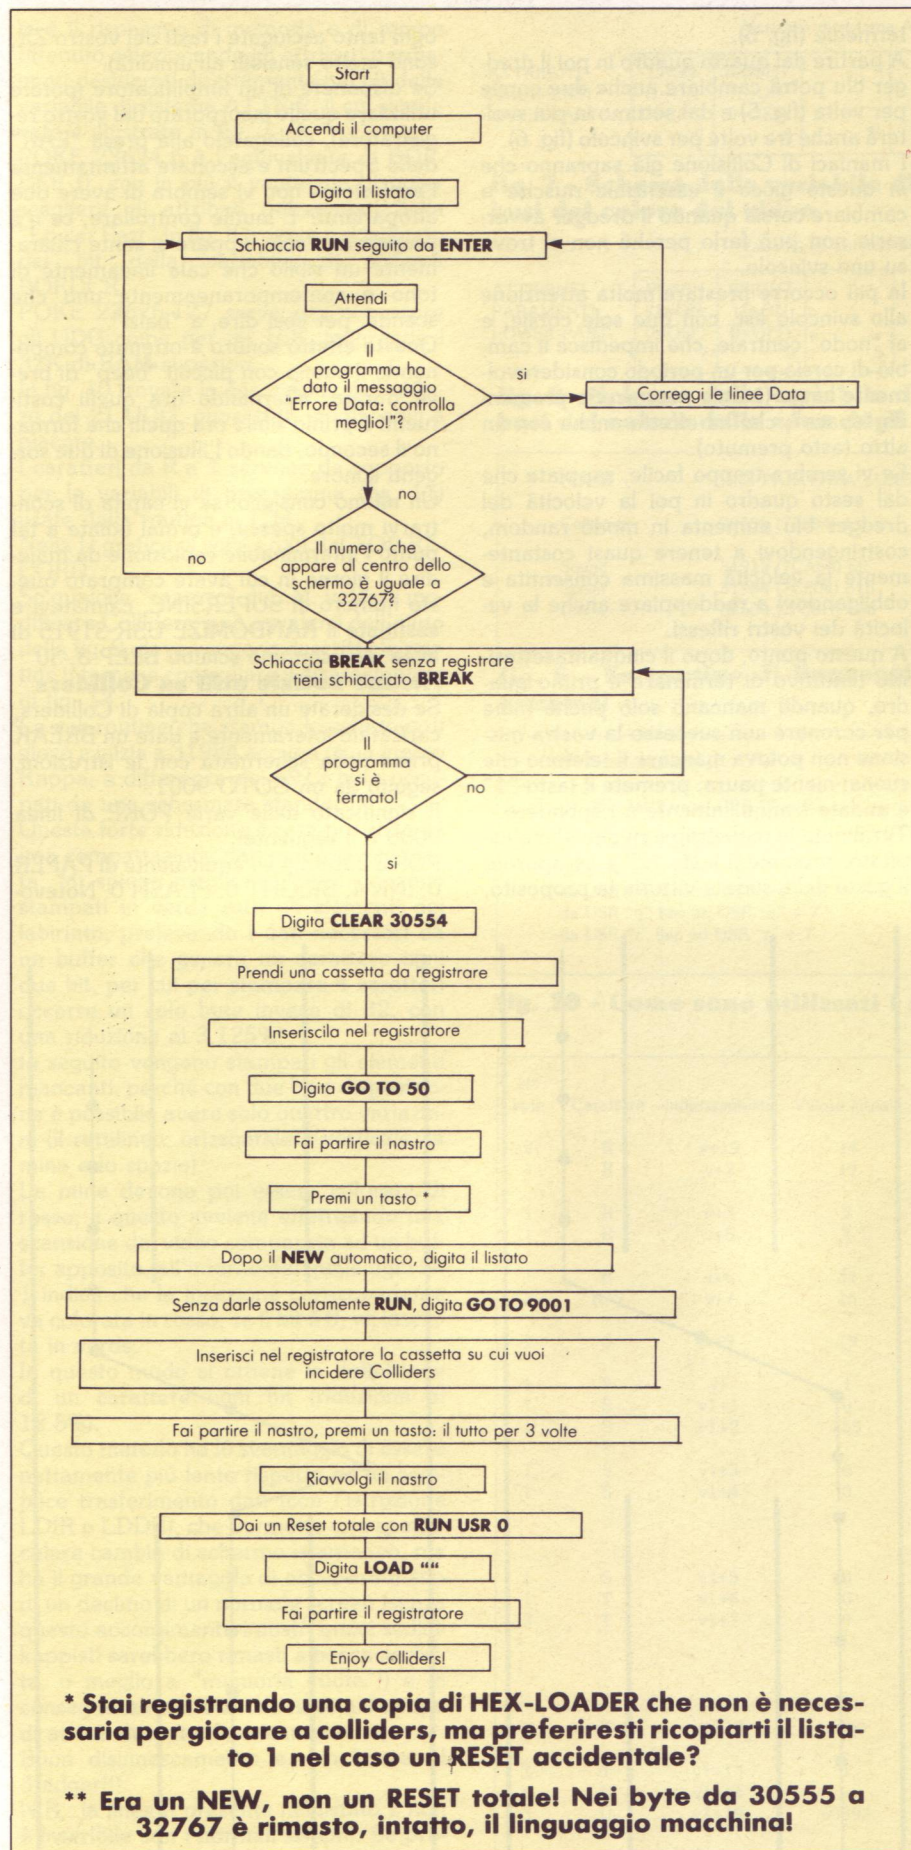 Start
Accendi il computer
Digita il listato
Schiaccia RUN seguito da ENTER
Attendi
Il
programma ha
dato il messaggio
"Errore Data: controlla
meglio!"?
si
Correggi le linee Data
no
Il numero che
appare al centro dello
schermo è uguale a
32767?
no
Schiaccia BREAK senza registrare
tieni schiacciato BREAK
Il
programma
si è
fermato!
no
si
Digita CLEAR 30554
Prendi una cassetta da registrare
Inseriscila nel registratore
Digita GO TO 50
Fai partire il nastro
Premi un tasto *
Dopo il NEW automatico, digita il listato
Senza darle assolutamente RUN, digita GO TO 9001
Inserisci nel registratore la cassetta su cui vuoi
incidere Colliders
Fai partire il nastro, premi un tasto: il tutto per 3 volte
Riavvolgi il nastro
Dai un Reset totale con RUN USR 0
Digita LOAD ““
Fai partire il registratore
Enjoy Colliders!
* Stai registrando una copia di HEX-LOADER che non è neces-
saria per giocare a colliders, ma preferiresti ricopiarti il lista-
to 1 nel caso un RESET accidentale?
** Era un NEW, non un RESET totale! Nei byte da 30555 a
32767 è rimasto, intatto, il linguaggio macchina!